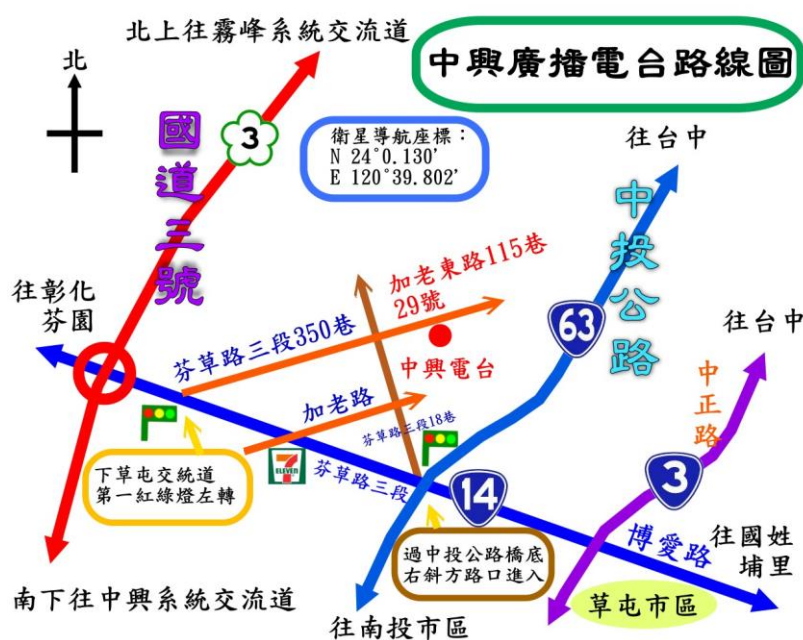 北上往霧峰系統交流道
中興廣播電台路線圖
北
3
國道三號
衛星導航座標：
N 24°0.130'
E 120°39.802'
往台中
中投公路
63
往彰化
芬園
加老東路115巷
29號
芬草路三段350巷
中興電台
往台中
中正路
加老路
芬草路三段18巷
下草屯交統道
第一紅綠燈左轉
7
ELEVEN
芬草路三段
14
3
過中投公路橋底
右斜方路口進入
博愛路
往國姓
埔里
南下往中興系統交流道
往南投市區
草屯市區